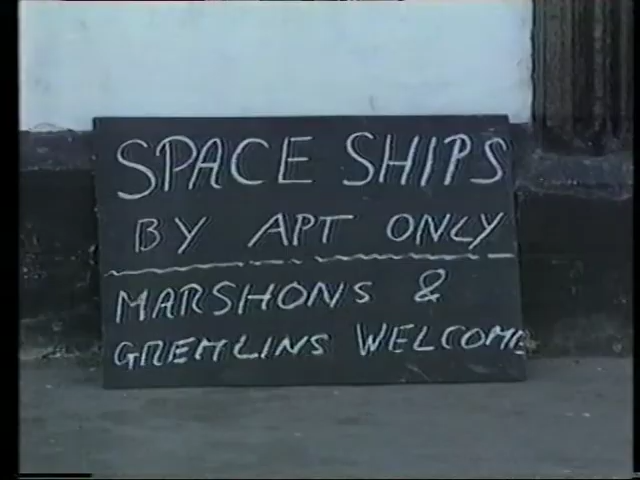 SPACE SHIPS
BY APT ONLY
MARSHONS &
GREMLINS WELCOME